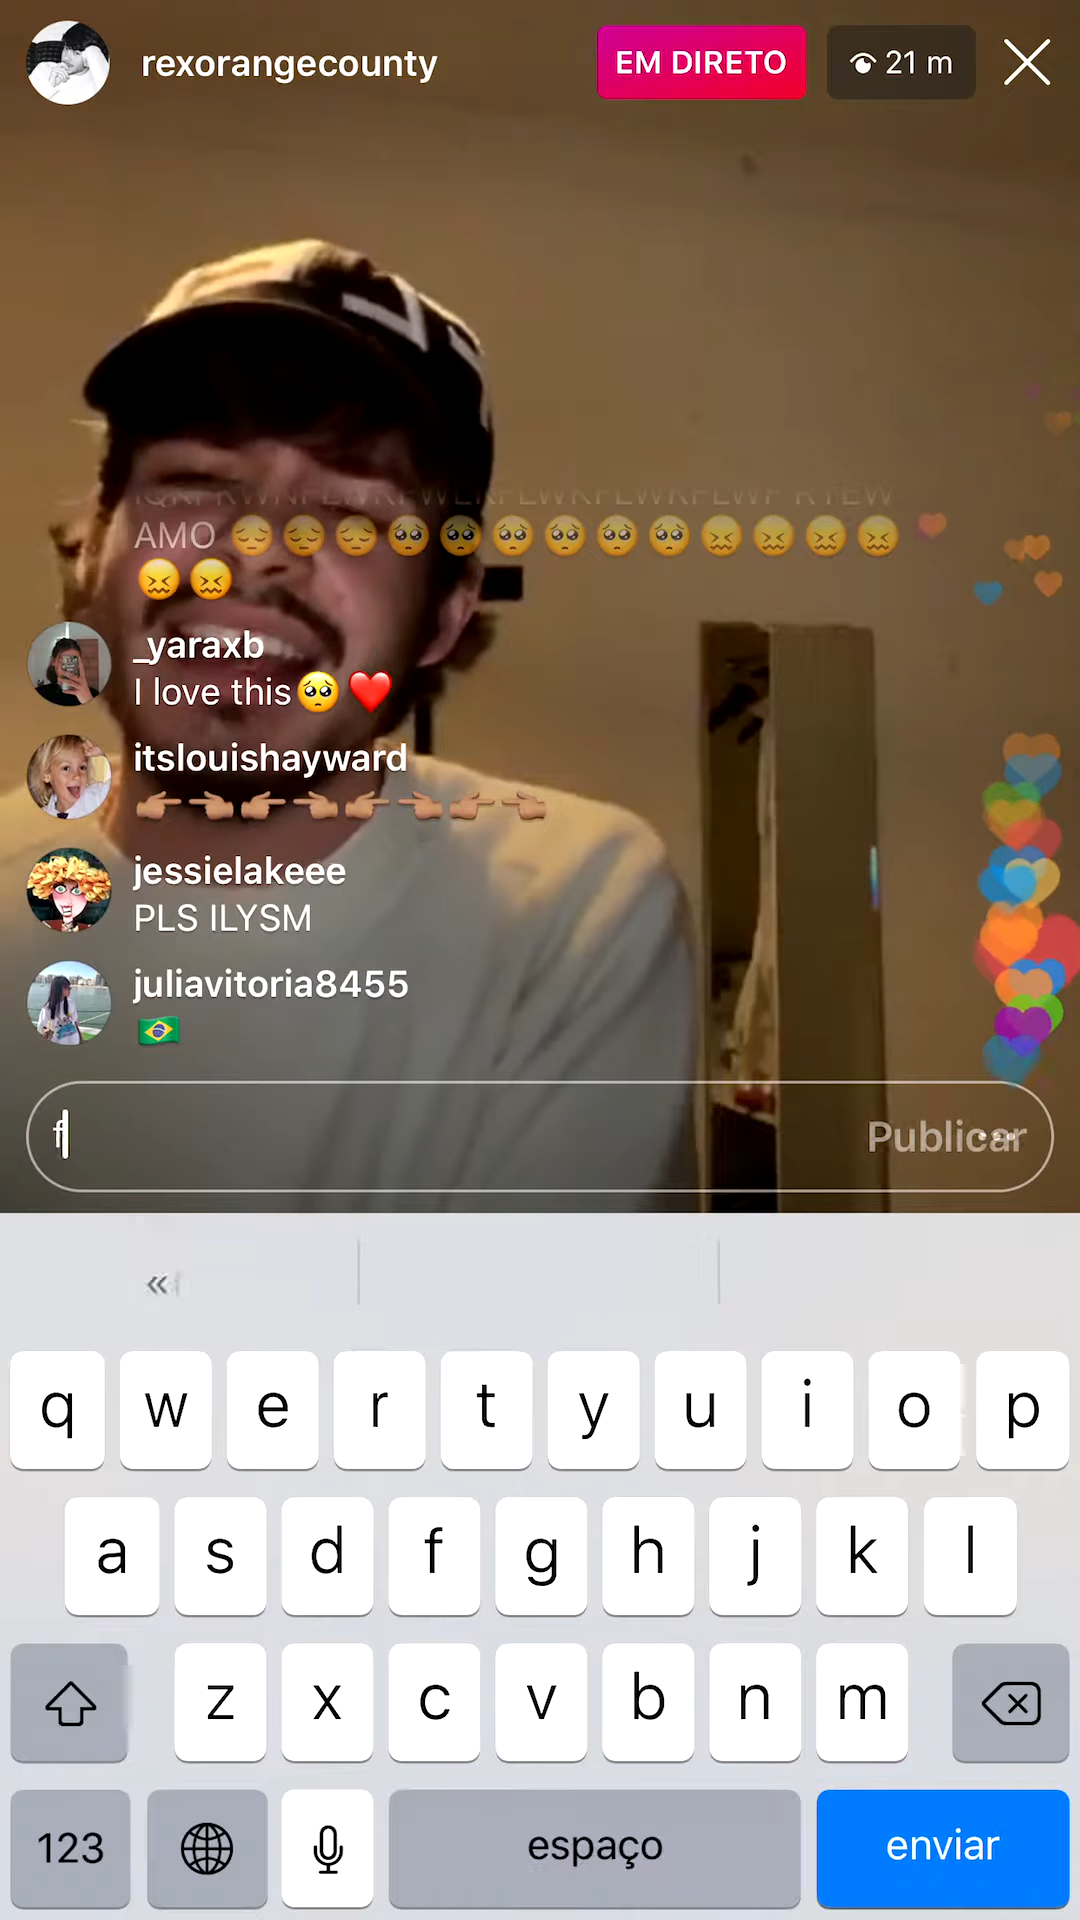 rexorangecounty
EM DIRETO
21 m
AMO 😔😔😔🥺🥺🥺🥺🥺🥺😖😖😖😖
😖😖
_yaraxb
I love this🥺❤️
itslouishayward
👉🏽👈🏽👉🏽👈🏽👉🏽👈🏽👉🏽👈🏽
jessielakeee
PLS ILYSM
juliavitoria8455
🇧🇷
f
Publicar
q w e r t y u i o p
a s d f g h j k l
z x c v b n m
123
espaço
enviar